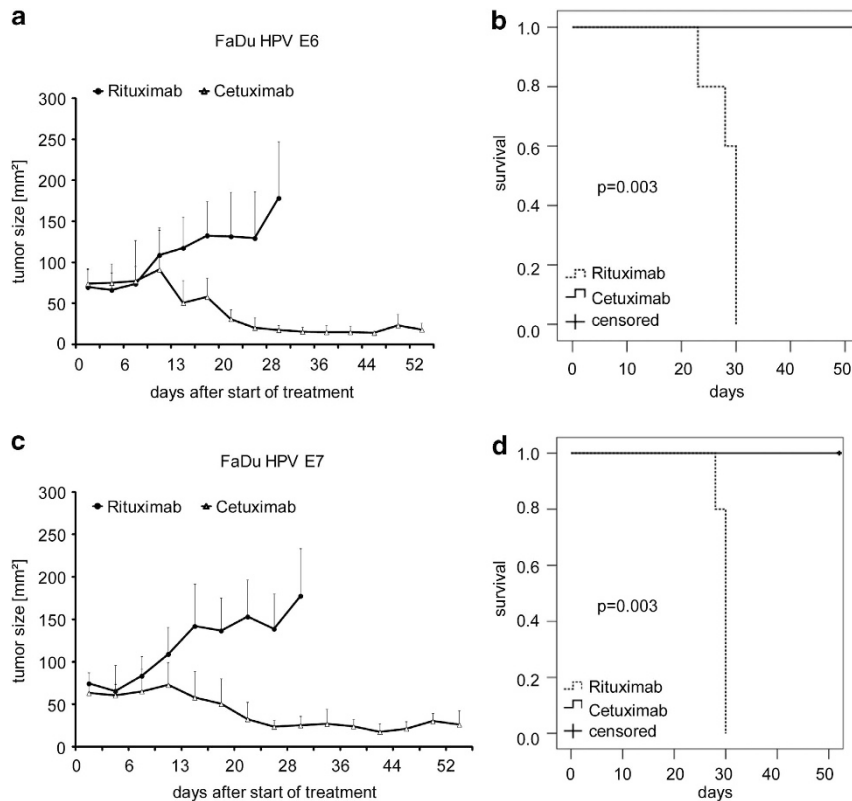 a
FaDu HPV E6
Rituximab Cetuximab
tumor size [mm²]
300
250
200
150
100
50
0
0 6 13 20 28 36 44 52
days after start of treatment
b
survival
1.0
0.8
0.6
0.4
0.2
0.0
p=0.003
Rituximab
Cetuximab
censored
0 10 20 30 40 50
days
c
FaDu HPV E7
Rituximab Cetuximab
tumor size [mm²]
300
250
200
150
100
50
0
0 6 13 20 28 36 44 52
days after start of treatment
d
survival
1.0
0.8
0.6
0.4
0.2
0.0
p=0.003
Rituximab
Cetuximab
censored
0 10 20 30 40 50
days